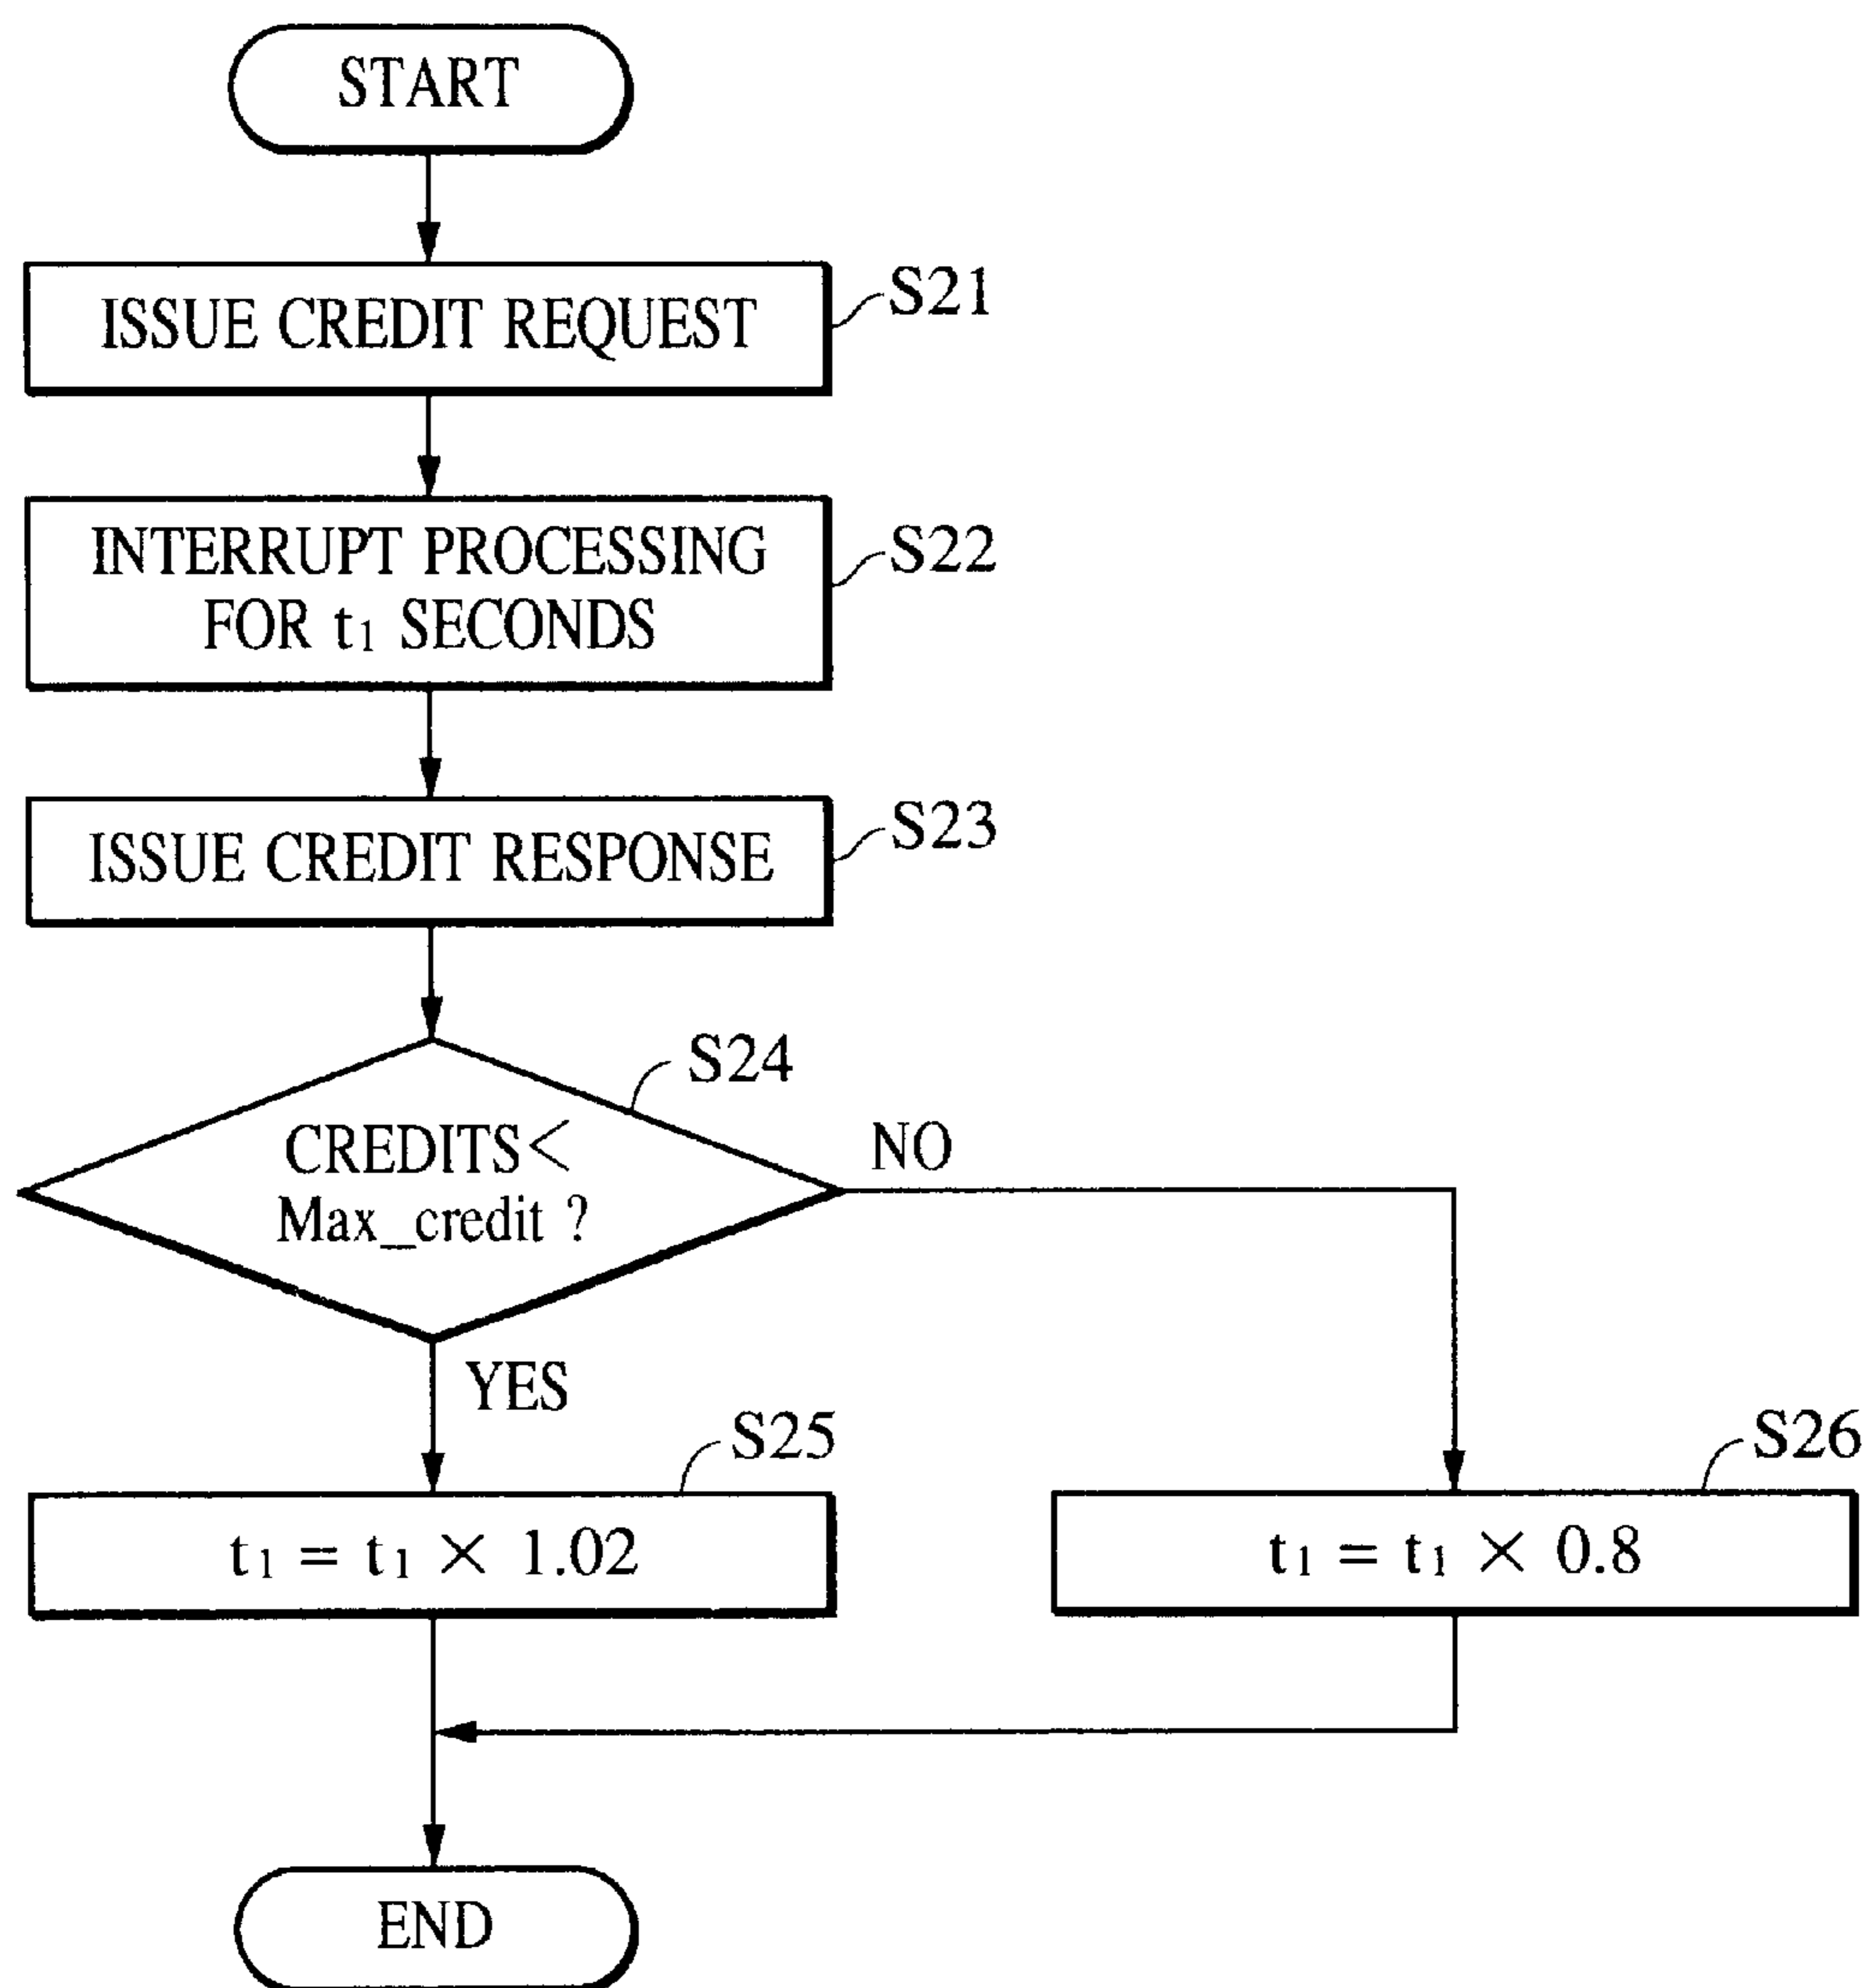 START
ISSUE CREDIT REQUEST
S21
INTERRUPT PROCESSING
FOR t1 SECONDS
S22
ISSUE CREDIT RESPONSE
S23
S24
CREDITS<
Max_credit ?
NO
YES
S25
t1 = t1 × 1.02
S26
t1 = t1 × 0.8
END